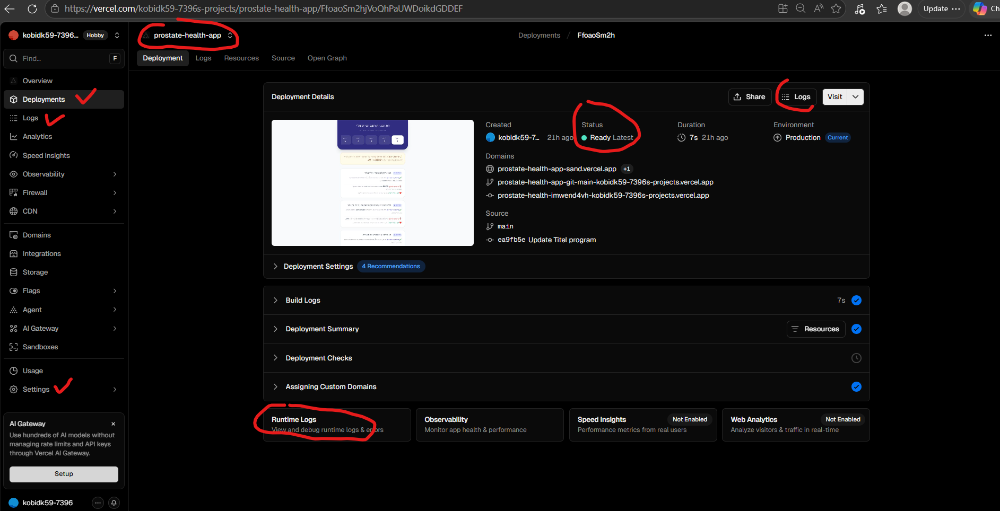 https://vercel.com/kobidk59-7396s-projects/prostate-health-app/FfoaoSm2hjVoQhPaUWDoikdGDDEF
Update
Ch
kobidk59-7396... Hobby
prostate-health-app
Deployments / FfoaoSm2h
Find... F
Deployment Logs Resources Source Open Graph
Overview
Deployments
Logs
Analytics
Speed Insights
Observability
Firewall
CDN
Domains
Integrations
Storage
Flags
Agent
AI Gateway
Sandboxes
Usage
Settings
AI Gateway
Use hundreds of AI models without
managing rate limits and API keys
through Vercel AI Gateway.
Setup
kobidk59-7396
Deployment Details
Share Logs Visit
Created Status Duration Environment
kobidk59-7... 21h ago Ready Latest 7s 21h ago Production Current
Domains
prostate-health-app-sand.vercel.app +1
prostate-health-app-git-main-kobidk59-7396s-projects.vercel.app
prostate-health-imwend4vh-kobidk59-7396s-projects.vercel.app
Source
main
ea9fb5e Update Titel program
Deployment Settings 4 Recommendations
Build Logs 7s
Deployment Summary Resources
Deployment Checks
Assigning Custom Domains
Runtime Logs
View and debug runtime logs & errors
Observability
Monitor app health & performance
Speed Insights Not Enabled
Performance metrics from real users
Web Analytics Not Enabled
Analyze visitors & traffic in real-time